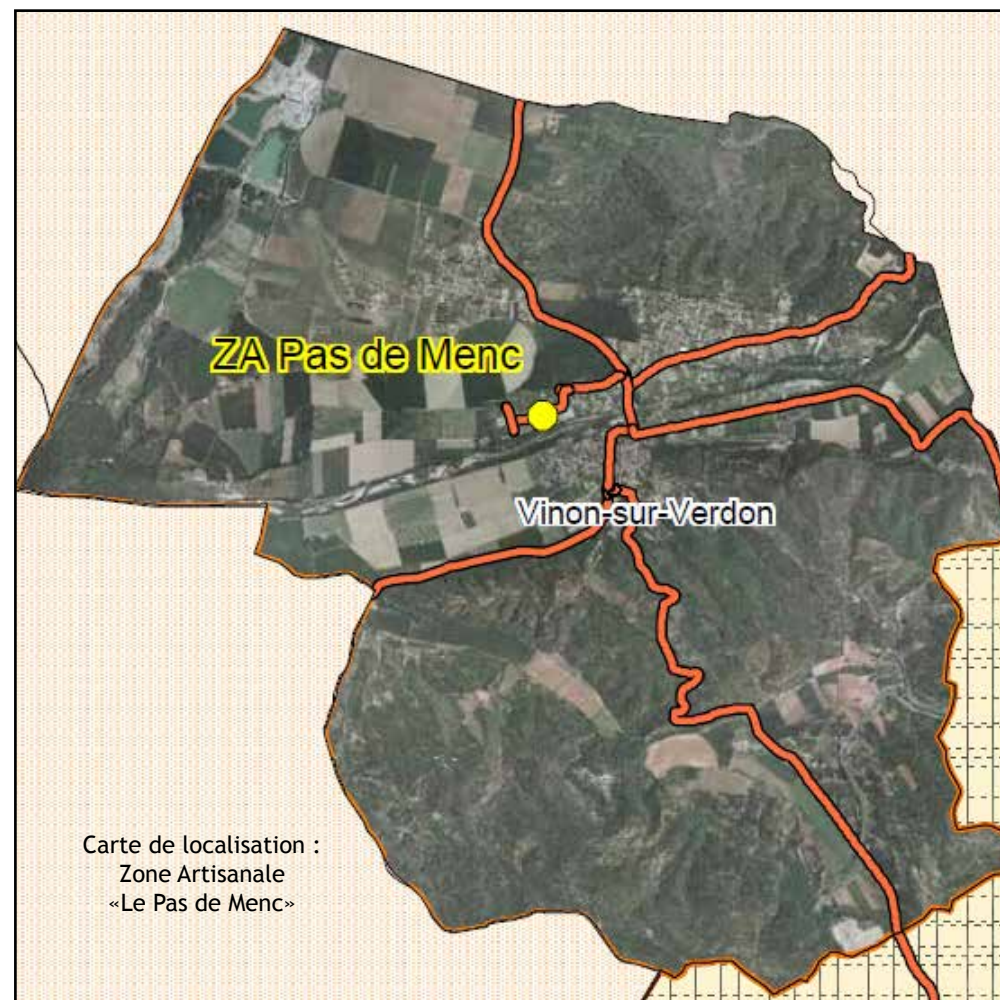 ZA Pas de Menc
Vinon-sur-Verdon
Carte de localisation :
Zone Artisanale
«Le Pas de Menc»